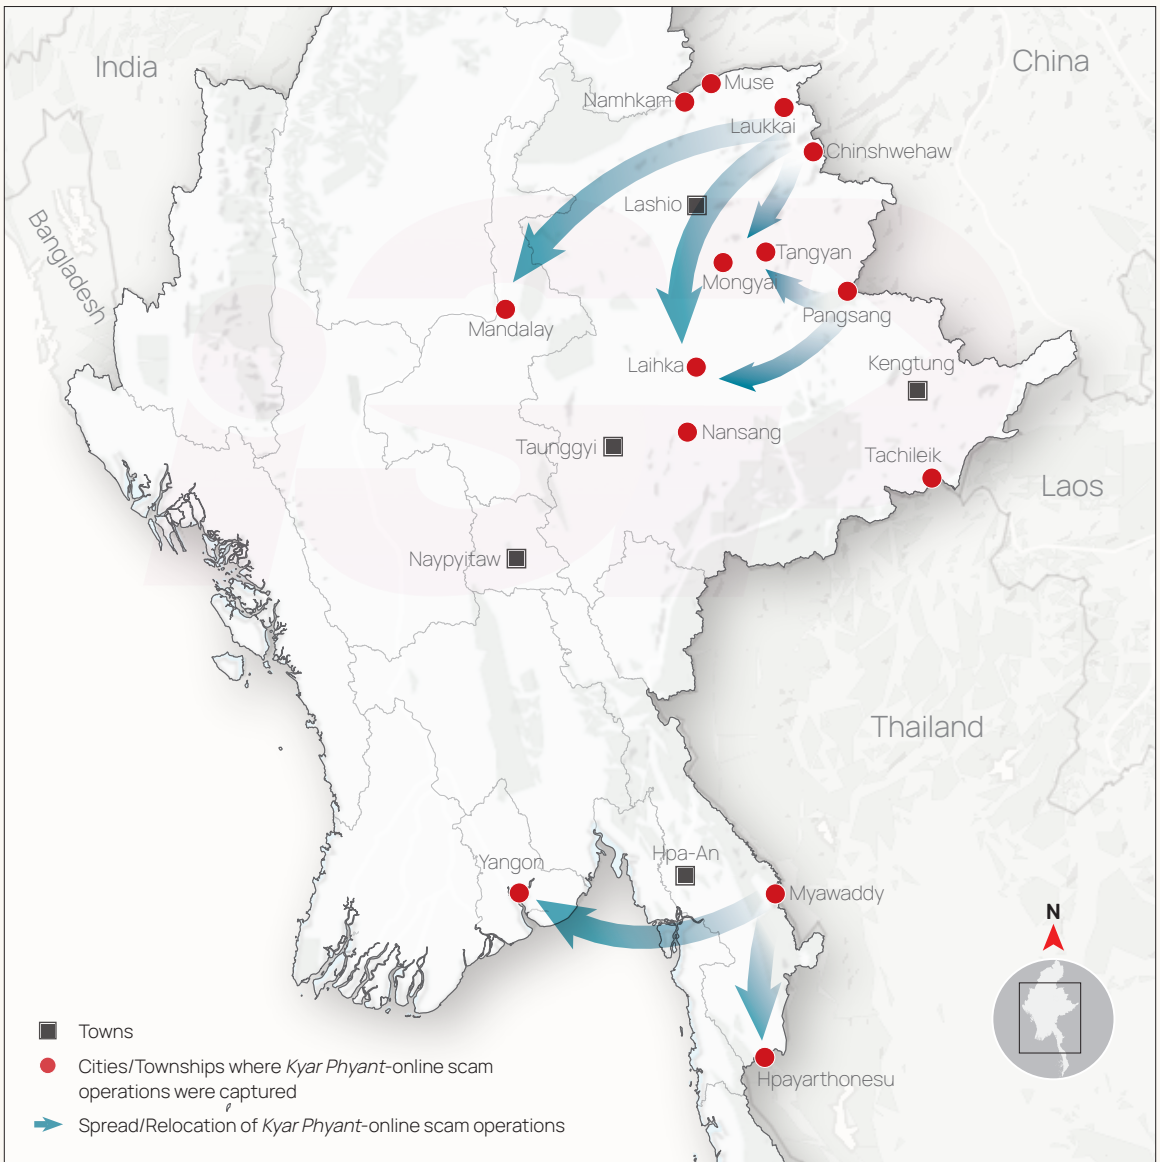 India
China
Muse
Namhkam
Laukkai
Chinshwehaw
Lashio
Bangladesh
Tangyan
Mongyai
Pangsang
Mandalay
Laihka
Kengtung
Nansang
Taunggyi
Tachileik
Laos
Naypyitaw
Thailand
Yangon
Hpa-An
Myawaddy
N
Hpayarthonesu
Towns
Cities/Townships where Kyar Phyant-online scam
operations were captured
Spread/Relocation of Kyar Phyant-online scam operations